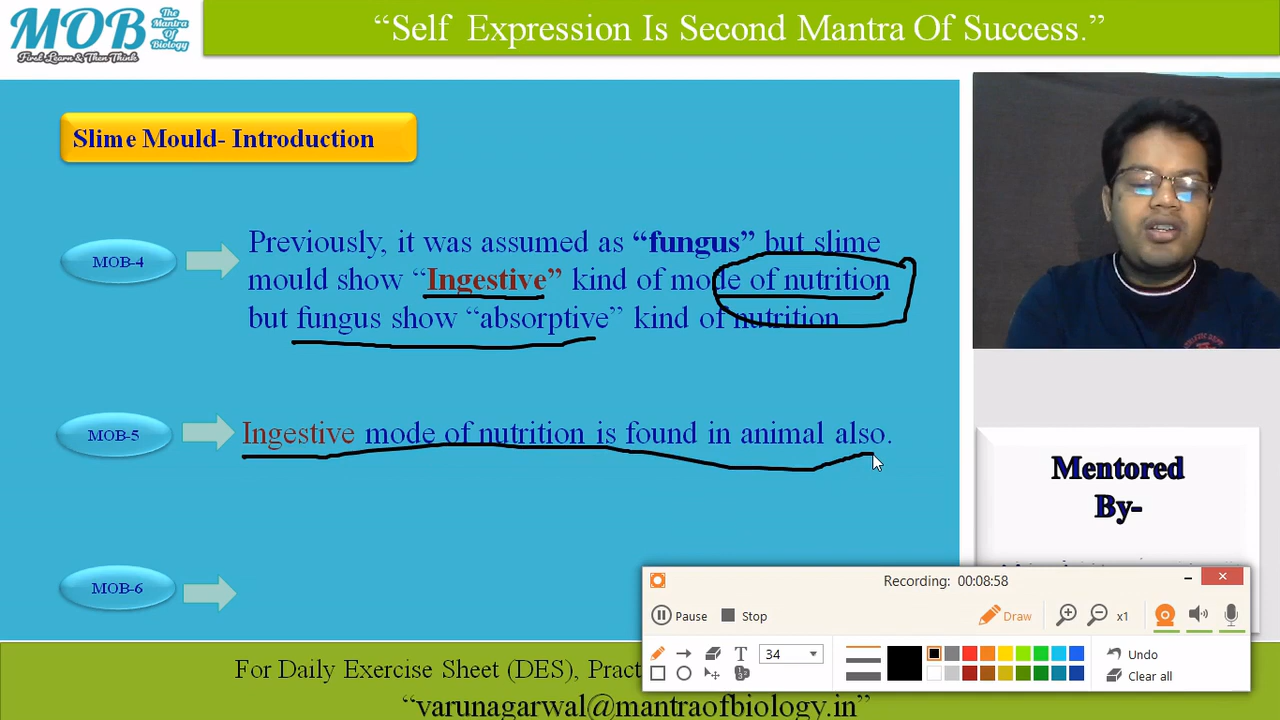 MOB
The
Mantra
Of
Biology
First Learn & Then Think
“Self Expression Is Second Mantra Of Success.”
Slime Mould- Introduction
MOB-4
Previously, it was assumed as “fungus” but slime
mould show “Ingestive” kind of mode of nutrition
but fungus show “absorptive” kind of nutrition
MOB-5
Ingestive mode of nutrition is found in animal also.
MOB-6
Mentored
By-
Recording: 00:08:58
Pause
Stop
Draw
x1
34
Undo
Clear all
For Daily Exercise Sheet (DES), Pract
“varunagarwal@mantraofbiology.in”